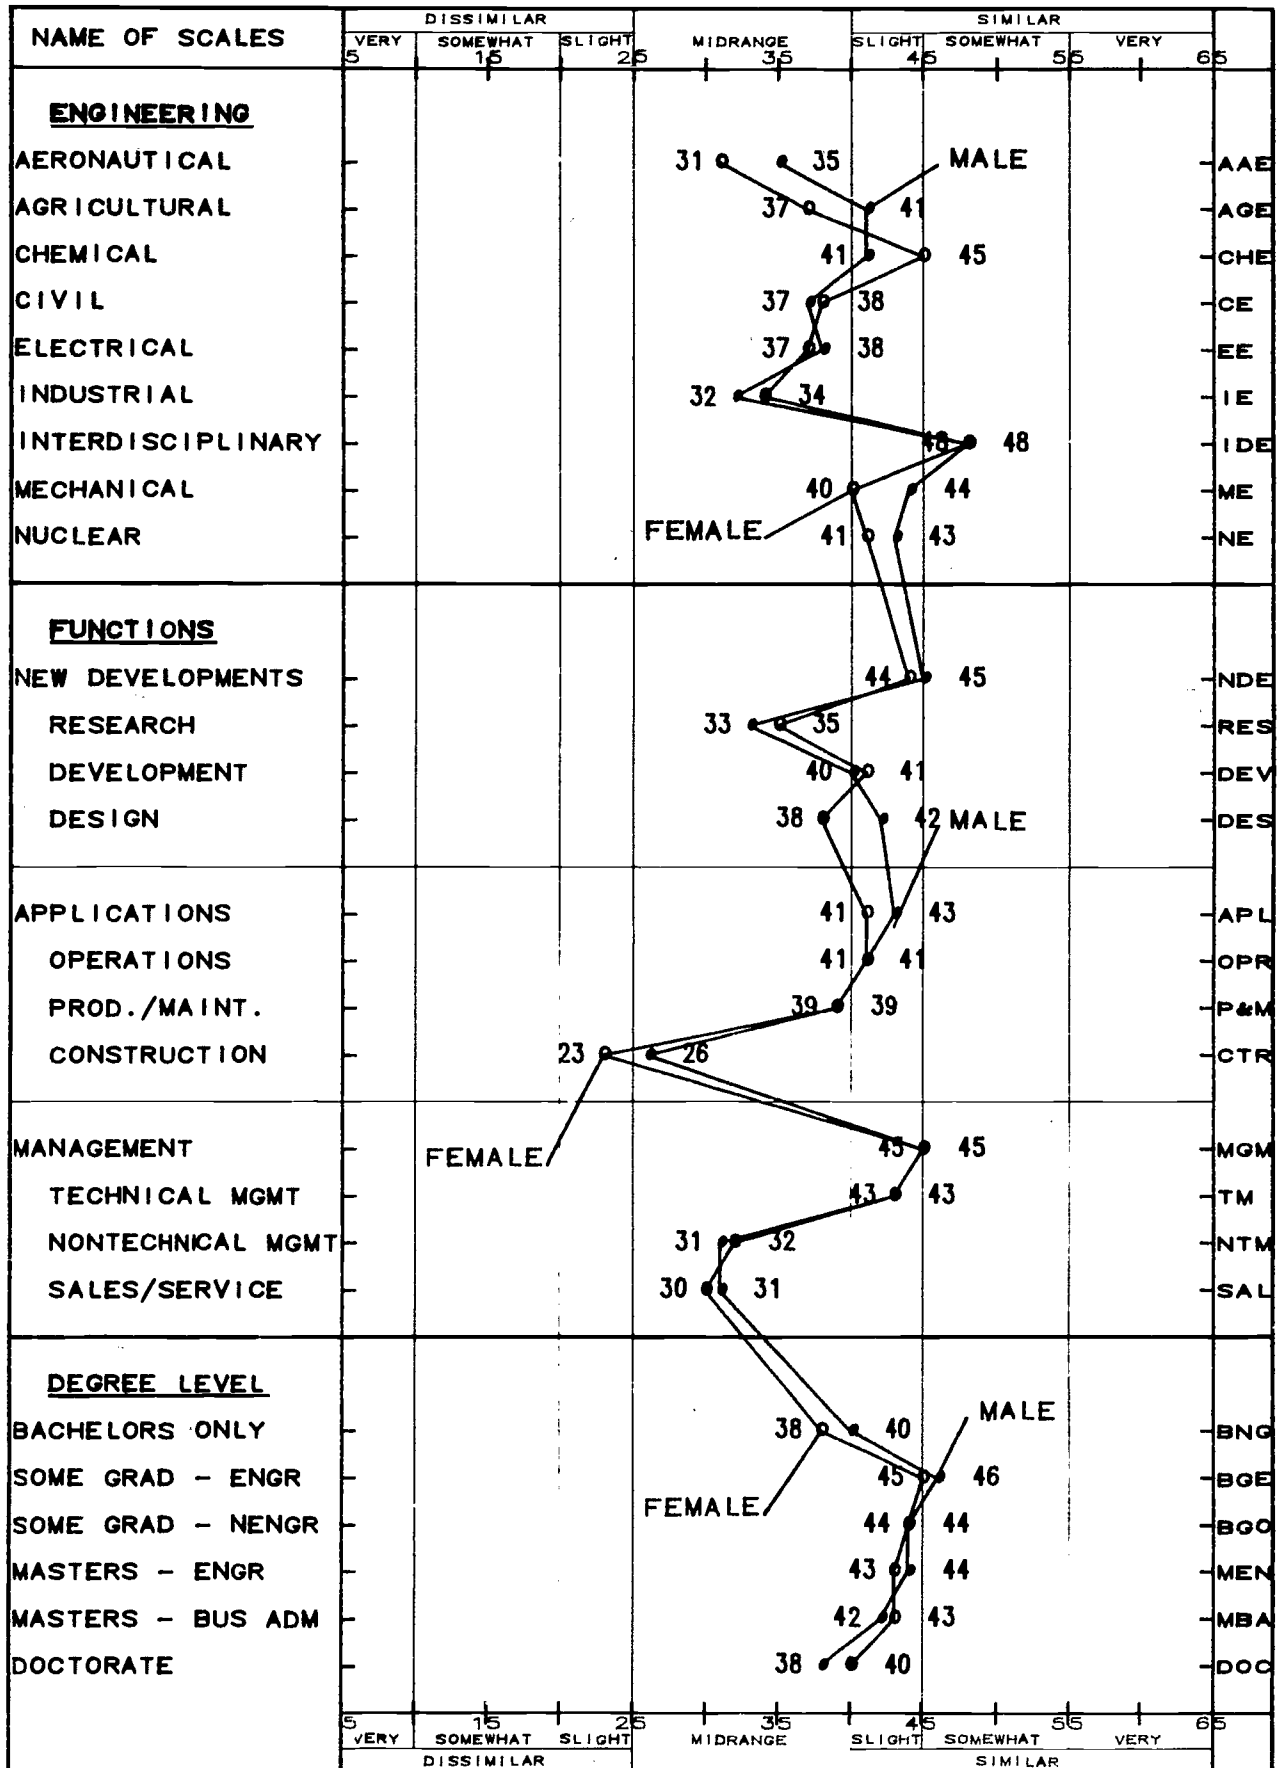 NAME OF SCALES DISSIMILAR SIMILAR
VERY SOMEWHAT SLIGHT MIDRANGE SLIGHT SOMEWHAT VERY
5 15 25 35 45 55 65
ENGINEERING
AERONAUTICAL 31 35 MALE AAE
AGRICULTURAL 37 41 AGE
CHEMICAL 41 45 CHE
CIVIL 37 38 CE
ELECTRICAL 37 38 EE
INDUSTRIAL 32 34 IE
INTERDISCIPLINARY 48 IDE
MECHANICAL 40 44 ME
NUCLEAR FEMALE 41 43 NE
FUNCTIONS
NEW DEVELOPMENTS 44 45 NDE
RESEARCH 33 35 RES
DEVELOPMENT 40 41 DEV
DESIGN 38 42 MALE DES
APPLICATIONS 41 43 APL
OPERATIONS 41 41 OPR
PROD./MAINT. 39 39 P&M
CONSTRUCTION 23 26 CTR
MANAGEMENT FEMALE 45 45 MGM
TECHNICAL MGMT 43 43 TM
NONTECHNICAL MGMT 31 32 NTM
SALES/SERVICE 30 31 SAL
DEGREE LEVEL
BACHELORS ONLY 38 40 MALE BNG
SOME GRAD - ENGR 45 46 BGE
SOME GRAD - NENGR FEMALE 44 44 BGO
MASTERS - ENGR 43 44 MEN
MASTERS - BUS ADM 42 43 MBA
DOCTORATE 38 40 DOC
5 15 25 35 45 55 65
VERY SOMEWHAT SLIGHT MIDRANGE SLIGHT SOMEWHAT VERY
DISSIMILAR SIMILAR